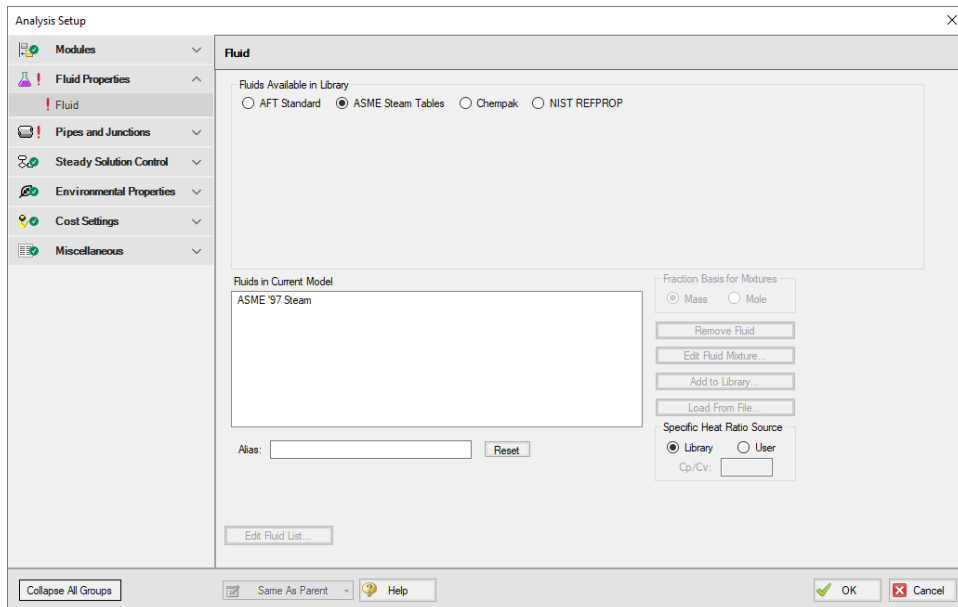 Analysis Setup
Modules
Fluid Properties
Fluid
Pipes and Junctions
Steady Solution Control
Environmental Properties
Cost Settings
Miscellaneous
Collapse All Groups
Fluid
Fluids Available in Library
AFT Standard ASME Steam Tables Chempak NIST REFPROP
Fluids in Current Model
ASME '97 Steam
Fraction Basis for Mixtures
Mass Mole
Remove Fluid
Edit Fluid Mixture...
Add to Library...
Load From File...
Specific Heat Ratio Source
Library User
Cp/Cv:
Alias: Reset
Edit Fluid List...
Same As Parent Help OK Cancel